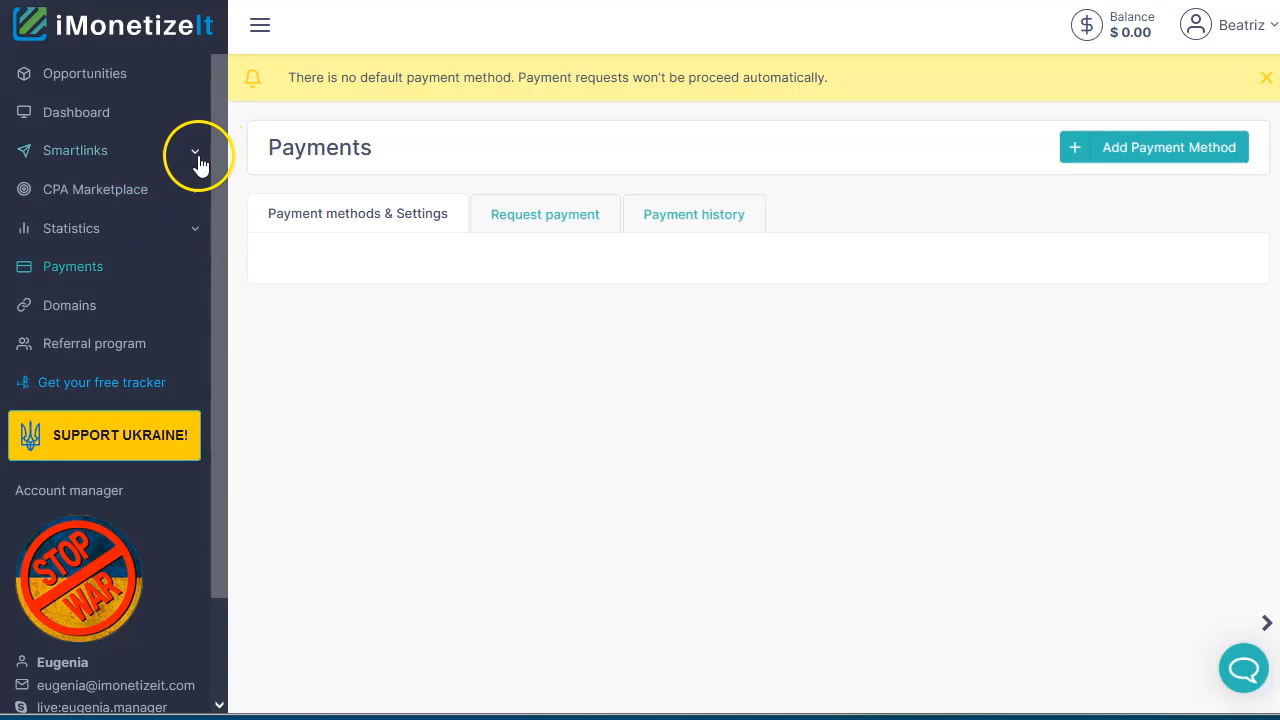 iMonetizeIt
Balance
$ 0.00
Beatriz
There is no default payment method. Payment requests won't be proceed automatically.
Opportunities
Dashboard
Smartlinks
CPA Marketplace
Statistics
Payments
Domains
Referral program
Get your free tracker
SUPPORT UKRAINE!
Account manager
STOP
WAR
Eugenia
eugenia@imonetizeit.com
live:eugenia.manager
Payments
+ Add Payment Method
Payment methods & Settings
Request payment
Payment history